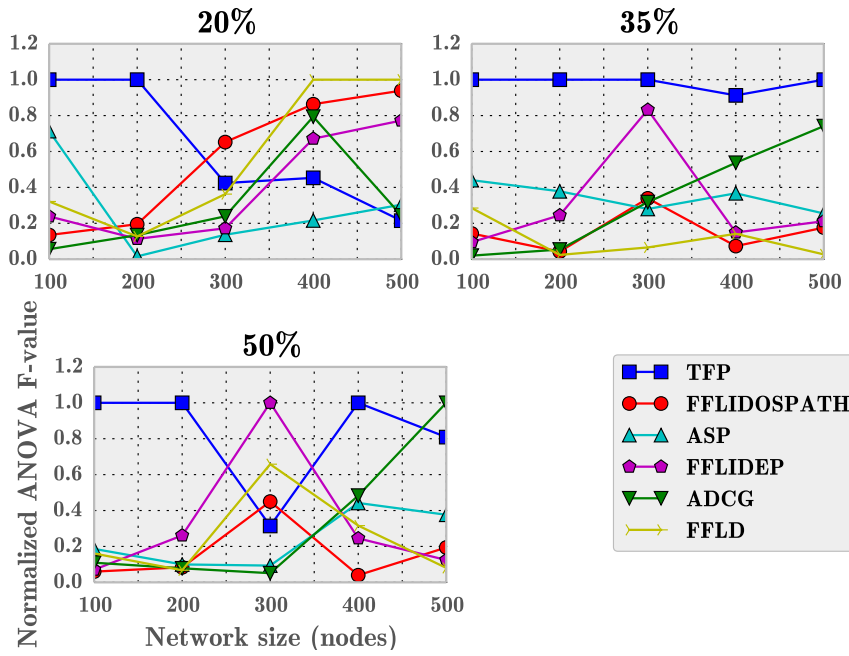 20%
1.2
1.0
0.8
0.6
0.4
0.2
0.0
100 200 300 400 500
35%
1.2
1.0
0.8
0.6
0.4
0.2
0.0
100 200 300 400 500
50%
1.2
1.0
0.8
0.6
0.4
0.2
0.0
100 200 300 400 500
Normalized ANOVA F-value
Network size (nodes)
TFP
FFLIDOSPATH
ASP
FFLIDEP
ADCG
FFLD